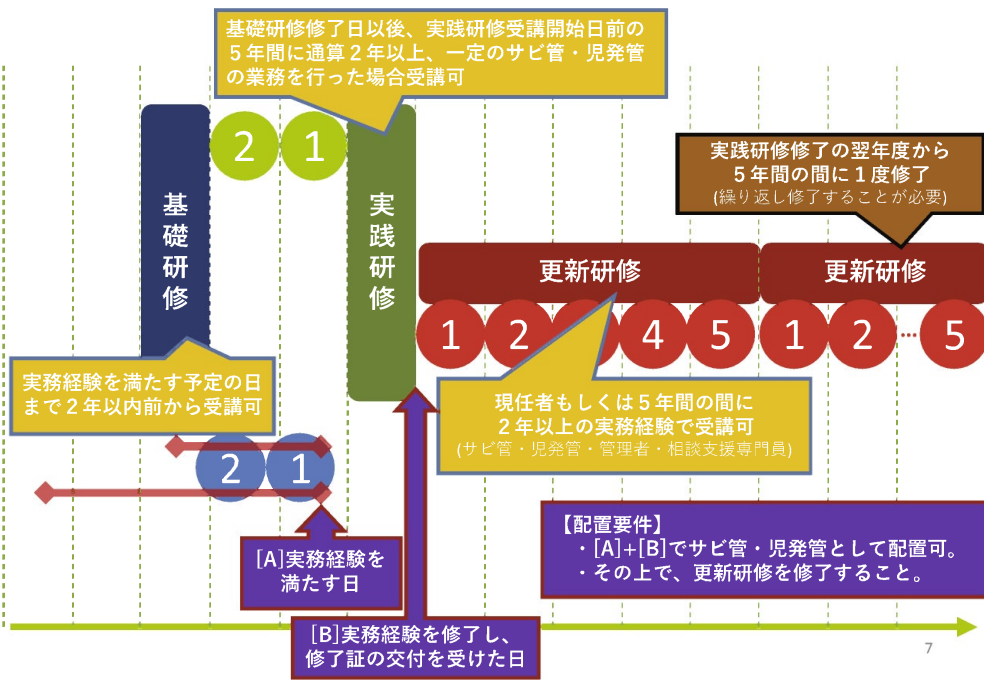 基礎研修修了日以後、実践研修受講開始日前の
５年間に通算２年以上、一定のサビ管・児発管
の業務を行った場合受講可
基礎研修
2
1
実践研修
実践研修修了の翌年度から
５年間の間に１度修了
(繰り返し修了することが必要)
更新研修
更新研修
1
2
4
5
1
2
…
5
実務経験を満たす予定の日
まで２年以内前から受講可
現任者もしくは５年間の間に
２年以上の実務経験で受講可
(サビ管・児発管・管理者・相談支援専門員)
2
1
[A]実務経験を
満たす日
【配置要件】
・[A]+[B]でサビ管・児発管として配置可。
・その上で、更新研修を修了すること。
[B]実務経験を修了し、
修了証の交付を受けた日
7